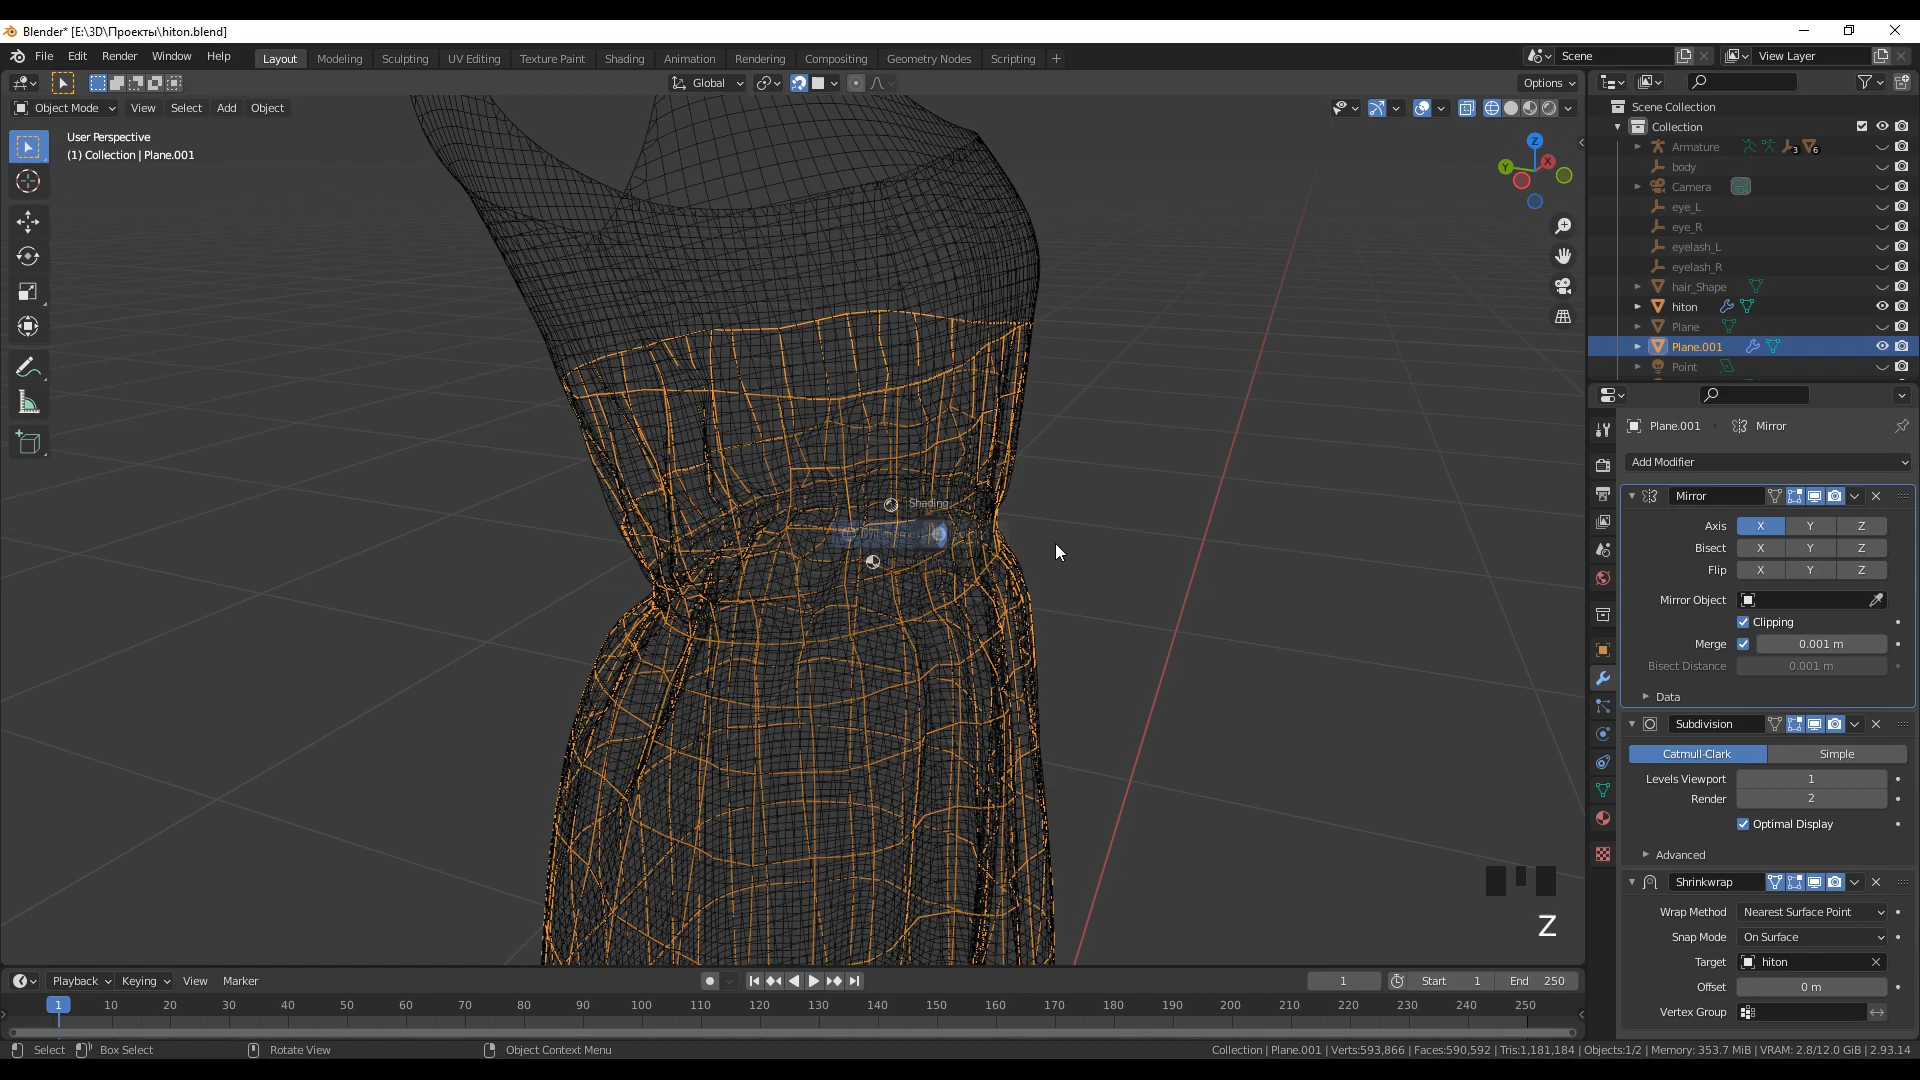 Blender* [E:\3D\Проекты\hiton.blend]
File Edit Render Window Help
Layout Modeling Sculpting UV Editing Texture Paint Shading Animation Rendering Compositing Geometry Nodes Scripting +
Scene
View Layer
Global
Options
Object Mode View Select Add Object
User Perspective
(1) Collection | Plane.001
Z
X
Y
Scene Collection
Collection
Armature 3 6
body
Camera
eye_L
eye_R
eyelash_L
eyelash_R
hair_Shape
hiton
Plane
Plane.001
Point
Plane.001 Mirror
Add Modifier
Mirror
Axis X Y Z
Bisect X Y Z
Flip X Y Z
Mirror Object
Clipping
Merge 0.001 m
Bisect Distance 0.001 m
Data
Subdivision
Catmull-Clark Simple
Levels Viewport 1
Render 2
Optimal Display
Advanced
Shrinkwrap
Wrap Method Nearest Surface Point
Snap Mode On Surface
Target hiton
Offset 0 m
Vertex Group
Shading
Z
Playback Keying View Marker
1 Start 1 End 250
1 10 20 30 40 50 60 70 80 90 100 110 120 130 140 150 160 170 180 190 200 210 220 230 240 250
Select Box Select Rotate View Object Context Menu
Collection | Plane.001 | Verts:593,866 | Faces:590,592 | Tris:1,181,184 | Objects:1/2 | Memory: 353.7 MiB | VRAM: 2.8/12.0 GiB | 2.93.14